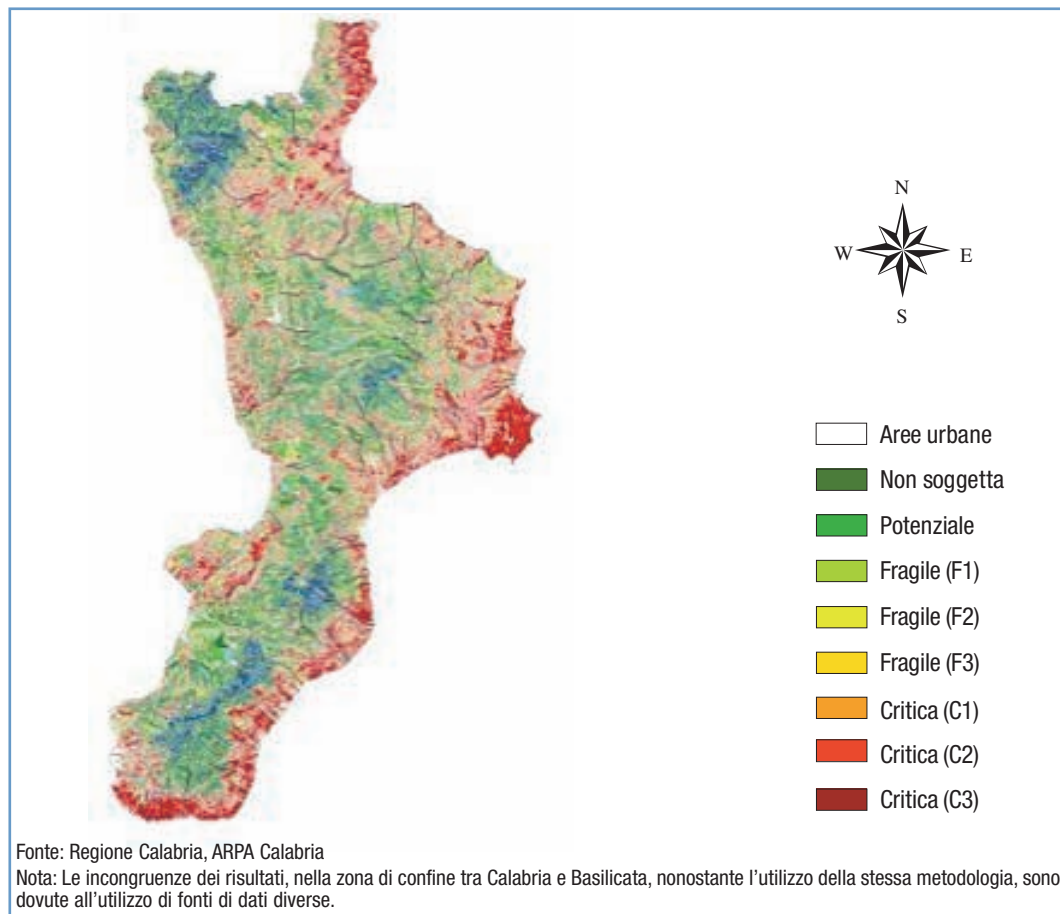 N
W
E
S
Aree urbane
Non soggetta
Potenziale
Fragile (F1)
Fragile (F2)
Fragile (F3)
Critica (C1)
Critica (C2)
Critica (C3)
Fonte: Regione Calabria, ARPA Calabria
Nota: Le incongruenze dei risultati, nella zona di confine tra Calabria e Basilicata, nonostante l'utilizzo della stessa metodologia, sono
dovute all'utilizzo di fonti di dati diverse.